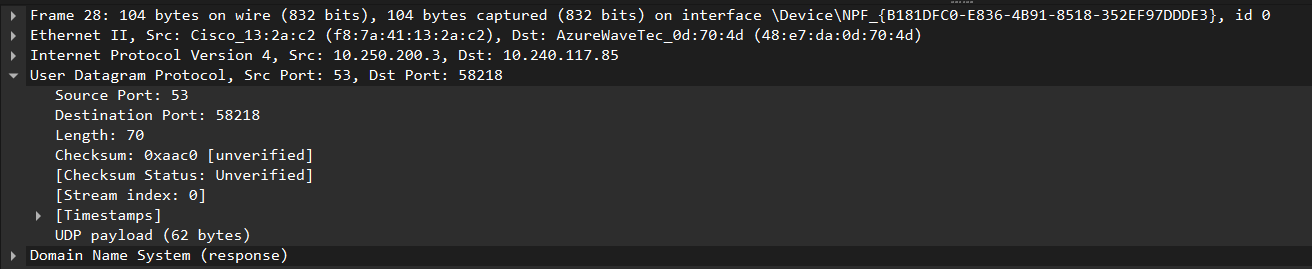 Frame 28: 104 bytes on wire (832 bits), 104 bytes captured (832 bits) on interface \Device\NPF_{B181DFC0-E836-4B91-8518-352EF97DDDE3}, id 0
Ethernet II, Src: Cisco_13:2a:c2 (f8:7a:41:13:2a:c2), Dst: AzureWaveTec_0d:70:4d (48:e7:da:0d:70:4d)
Internet Protocol Version 4, Src: 10.250.200.3, Dst: 10.240.117.85
User Datagram Protocol, Src Port: 53, Dst Port: 58218
Source Port: 53
Destination Port: 58218
Length: 70
Checksum: 0xaac0 [unverified]
[Checksum Status: Unverified]
[Stream index: 0]
[Timestamps]
UDP payload (62 bytes)
Domain Name System (response)